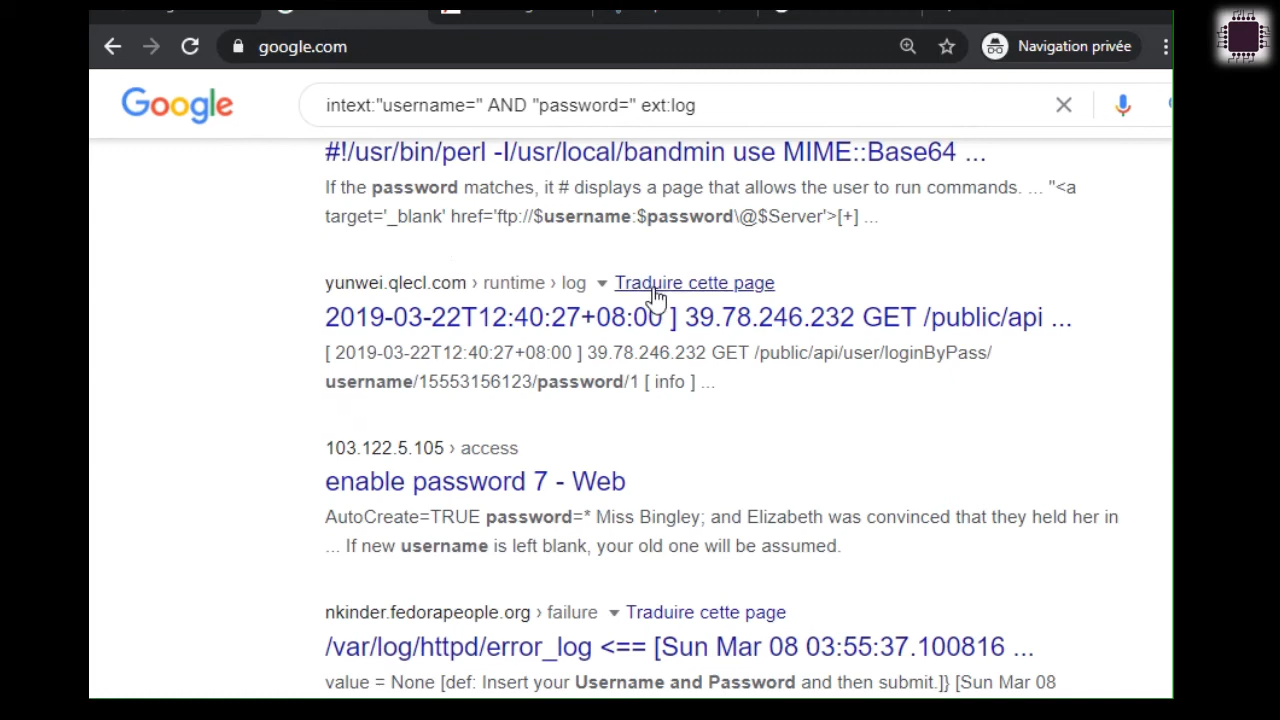 google.com
Navigation privée
Google
intext:"username=" AND "password=" ext:log
#!/usr/bin/perl -I/usr/local/bandmin use MIME::Base64 ...
If the password matches, it # displays a page that allows the user to run commands. ... "<a
target='_blank' href='ftp://$username:$password\@$Server'>[+] ...
yunwei.qlecl.com › runtime › log ▾ Traduire cette page
2019-03-22T12:40:27+08:00 ] 39.78.246.232 GET /public/api ...
[ 2019-03-22T12:40:27+08:00 ] 39.78.246.232 GET /public/api/user/loginByPass/
username/15553156123/password/1 [ info ] ...
103.122.5.105 › access
enable password 7 - Web
AutoCreate=TRUE password=* Miss Bingley; and Elizabeth was convinced that they held her in
... If new username is left blank, your old one will be assumed.
nkinder.fedorapeople.org › failure ▾ Traduire cette page
/var/log/httpd/error_log <== [Sun Mar 08 03:55:37.100816 ...
value = None [def: Insert your Username and Password and then submit.]} [Sun Mar 08